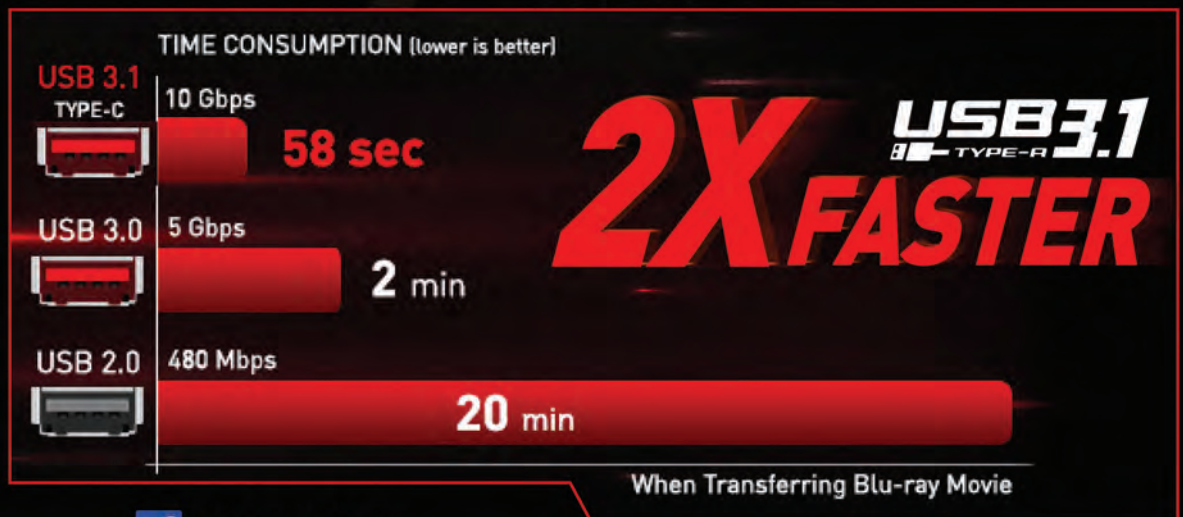 TIME CONSUMPTION (lower is better)
USB 3.1
TYPE-C
10 Gbps
58 sec
USB 3.0
5 Gbps
2 min
USB 2.0
480 Mbps
20 min
When Transferring Blu-ray Movie
2X
USB 3.1
TYPE-A
FASTER